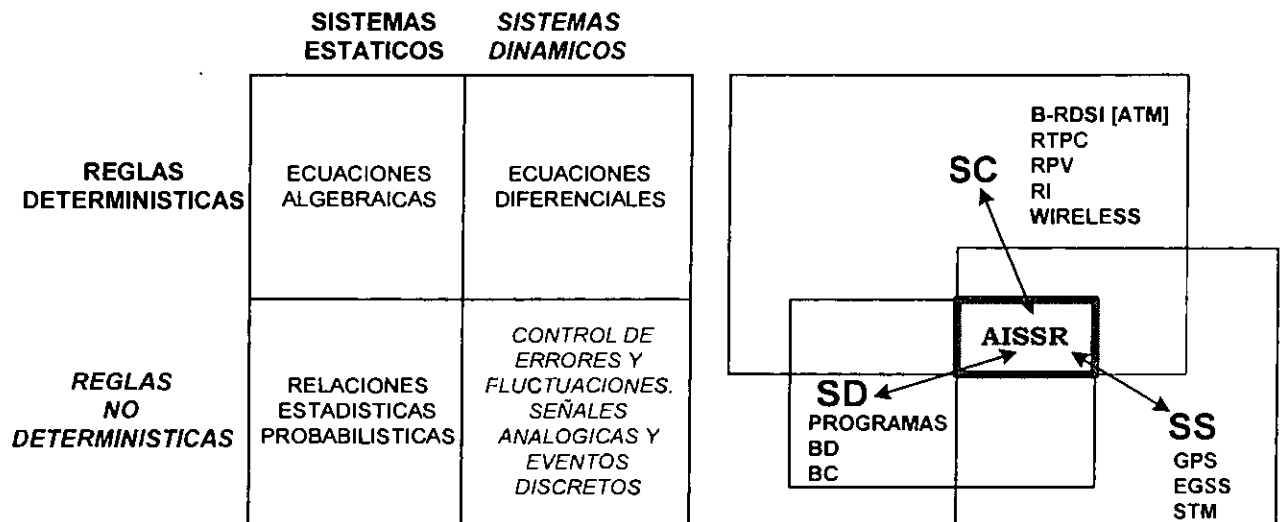 SISTEMAS
ESTATICOS
SISTEMAS
DINAMICOS
REGLAS
DETERMINISTICAS
ECUACIONES
ALGEBRAICAS
ECUACIONES
DIFERENCIALES
REGLAS
NO
DETERMINISTICAS
RELACIONES
ESTADISTICAS
PROBABILISTICAS
CONTROL DE
ERRORES Y
FLUCTUACIONES.
SEÑALES
ANALOGICAS Y
EVENTOS
DISCRETOS
B-RDSI [ATM]
RTPC
RPV
RI
WIRELESS
SC
AISSR
SD
PROGRAMAS
BD
BC
SS
GPS
EGSS
STM